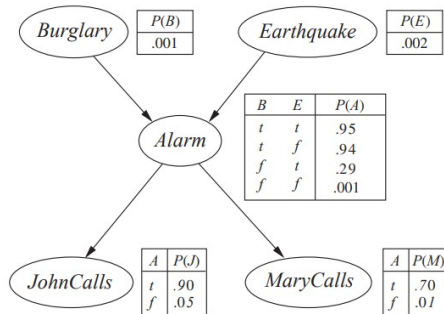 Burglary
P(B)
.001
Earthquake
P(E)
.002
Alarm
B E P(A)
t t .95
t f .94
f t .29
f f .001
JohnCalls
A P(J)
t .90
f .05
MaryCalls
A P(M)
t .70
f .01